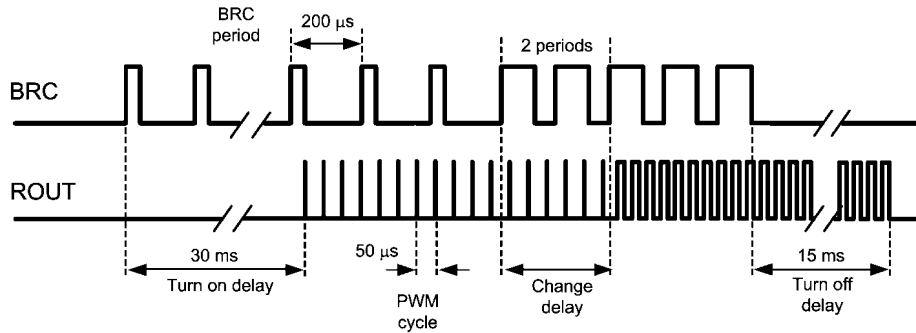 BRC
period
200 µs
2 periods
BRC
ROUT
30 ms
Turn on delay
50 µs
PWM
cycle
Change
delay
15 ms
Turn off
delay